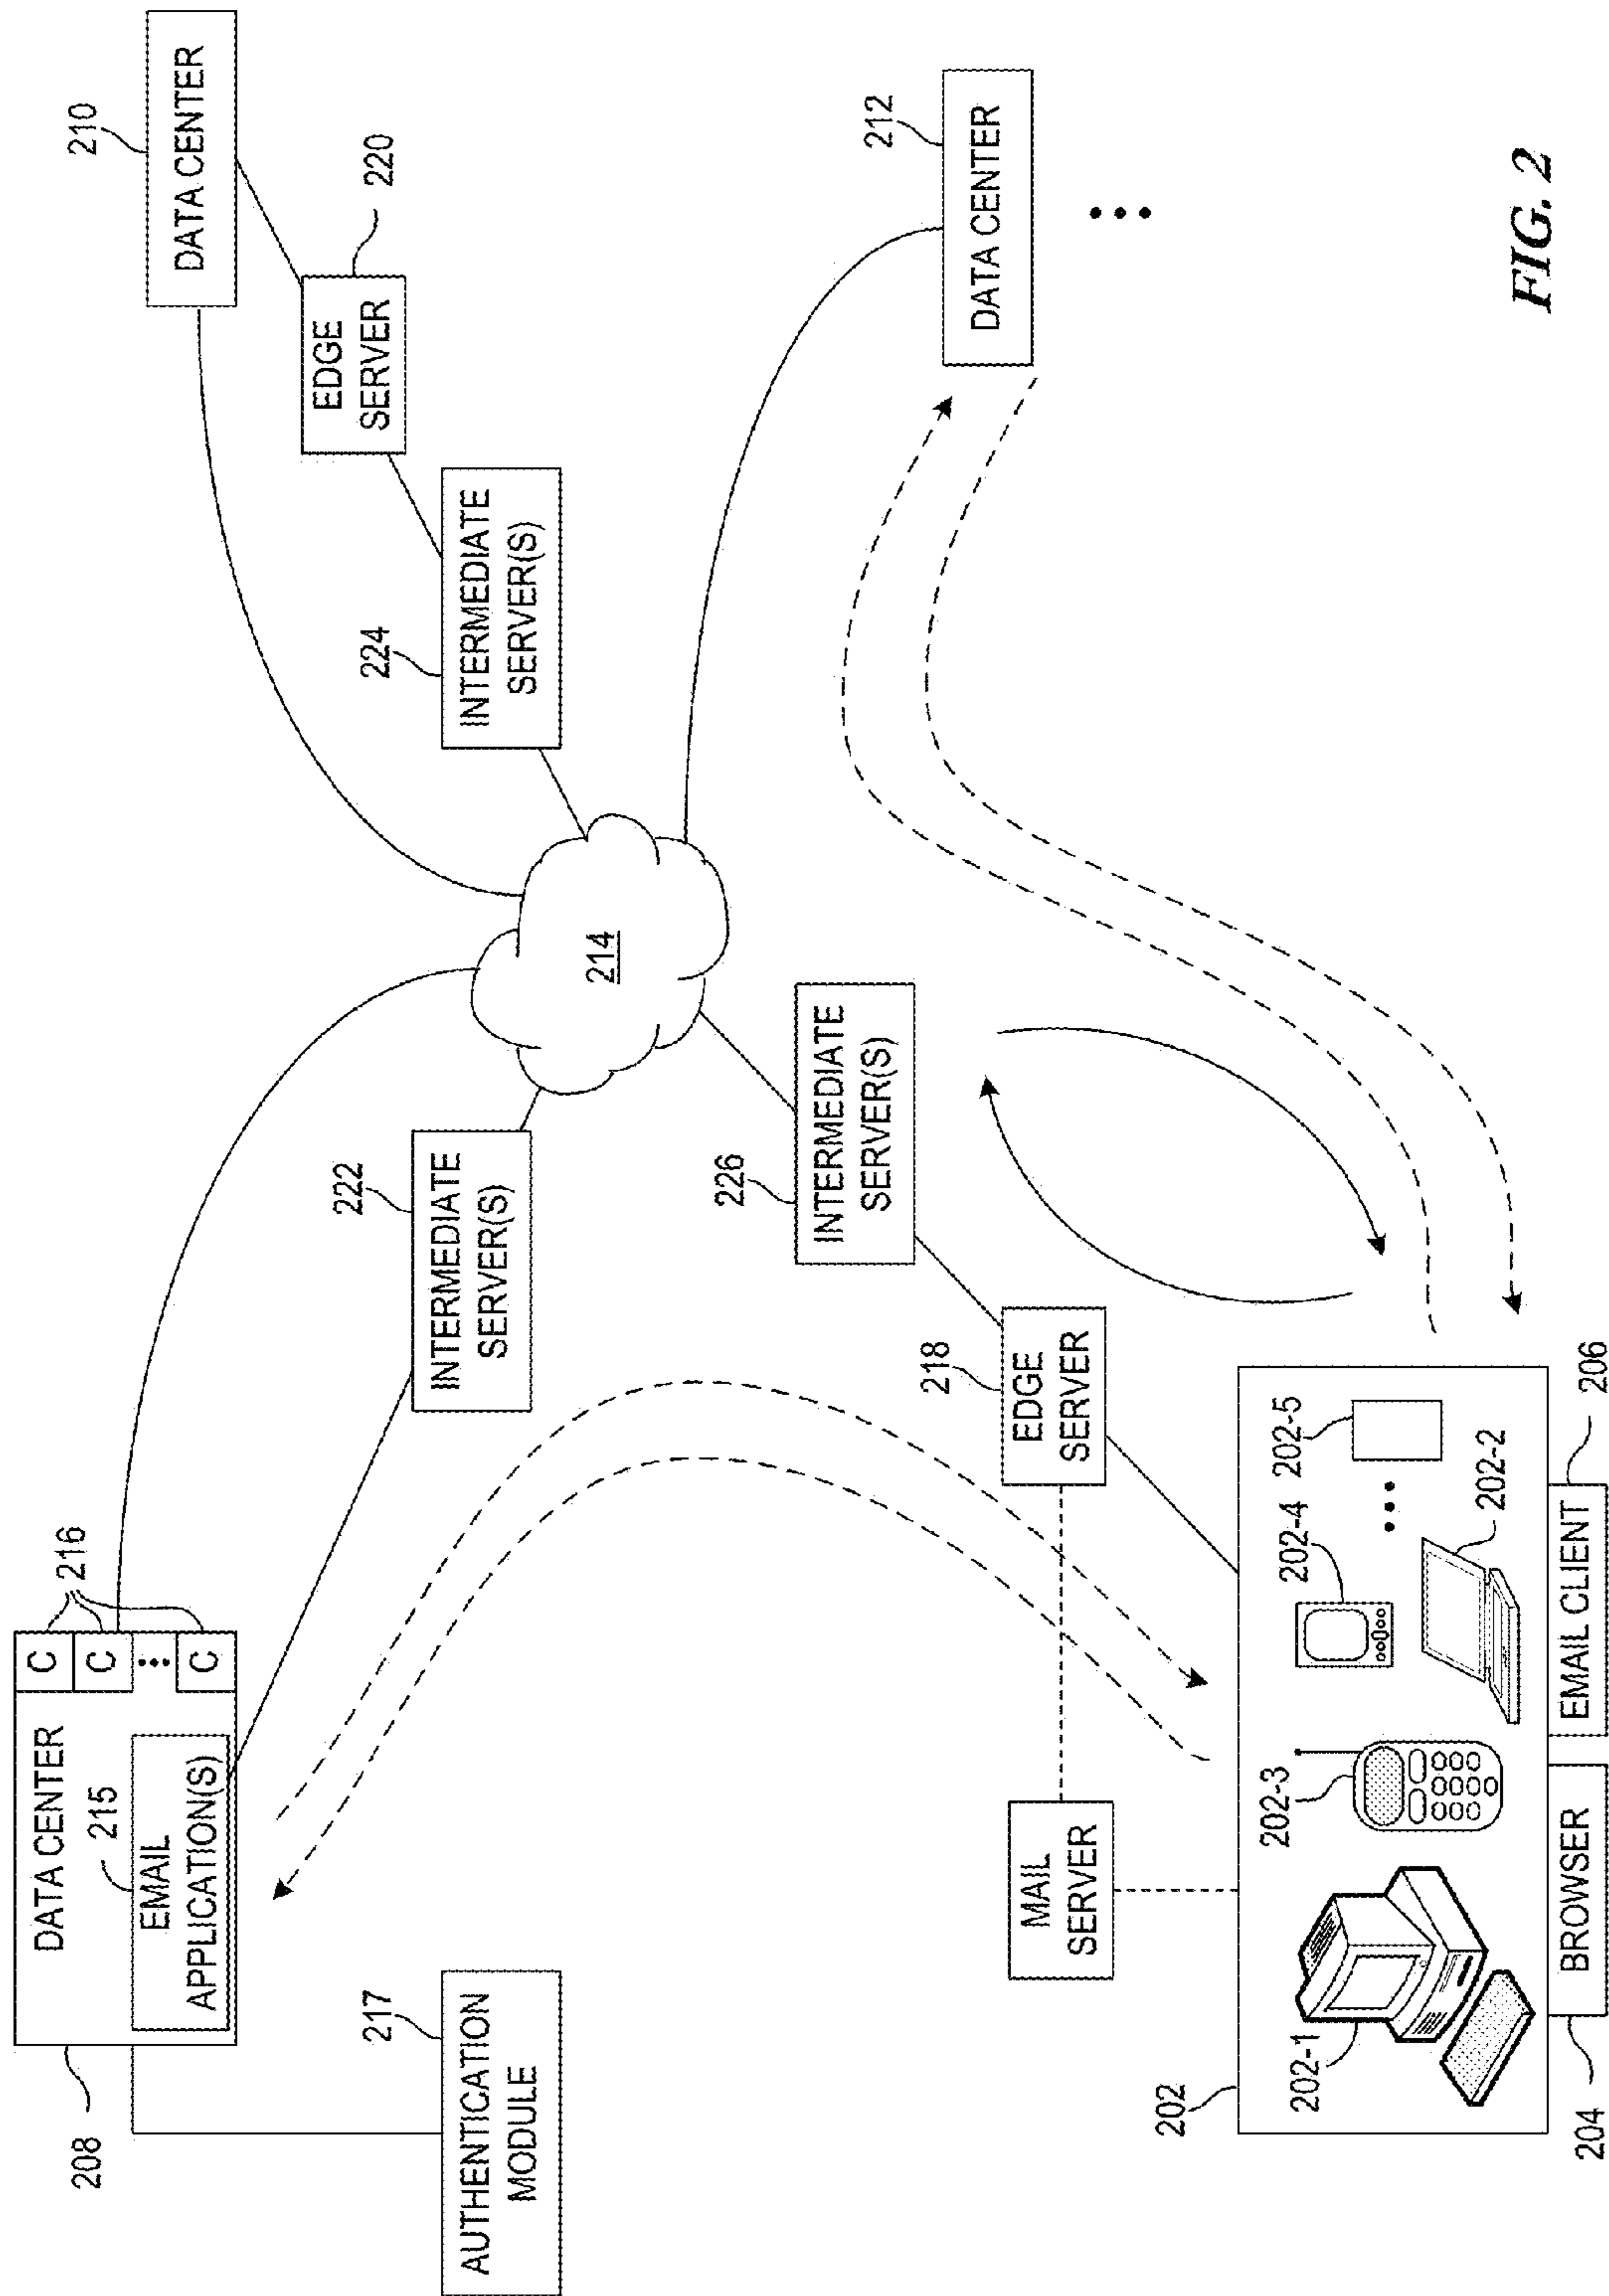 208
DATA CENTER
215
EMAIL
APPLICATION(S)
C
C
C
216
217
AUTHENTICATION
MODULE
222
INTERMEDIATE
SERVER(S)
214
210
DATA CENTER
220
EDGE
SERVER
224
INTERMEDIATE
SERVER(S)
212
DATA CENTER
226
INTERMEDIATE
SERVER(S)
218
EDGE
SERVER
MAIL
SERVER
202
202-1
202-3
202-4
202-5
202-2
204
BROWSER
EMAIL CLIENT
206
FIG. 2